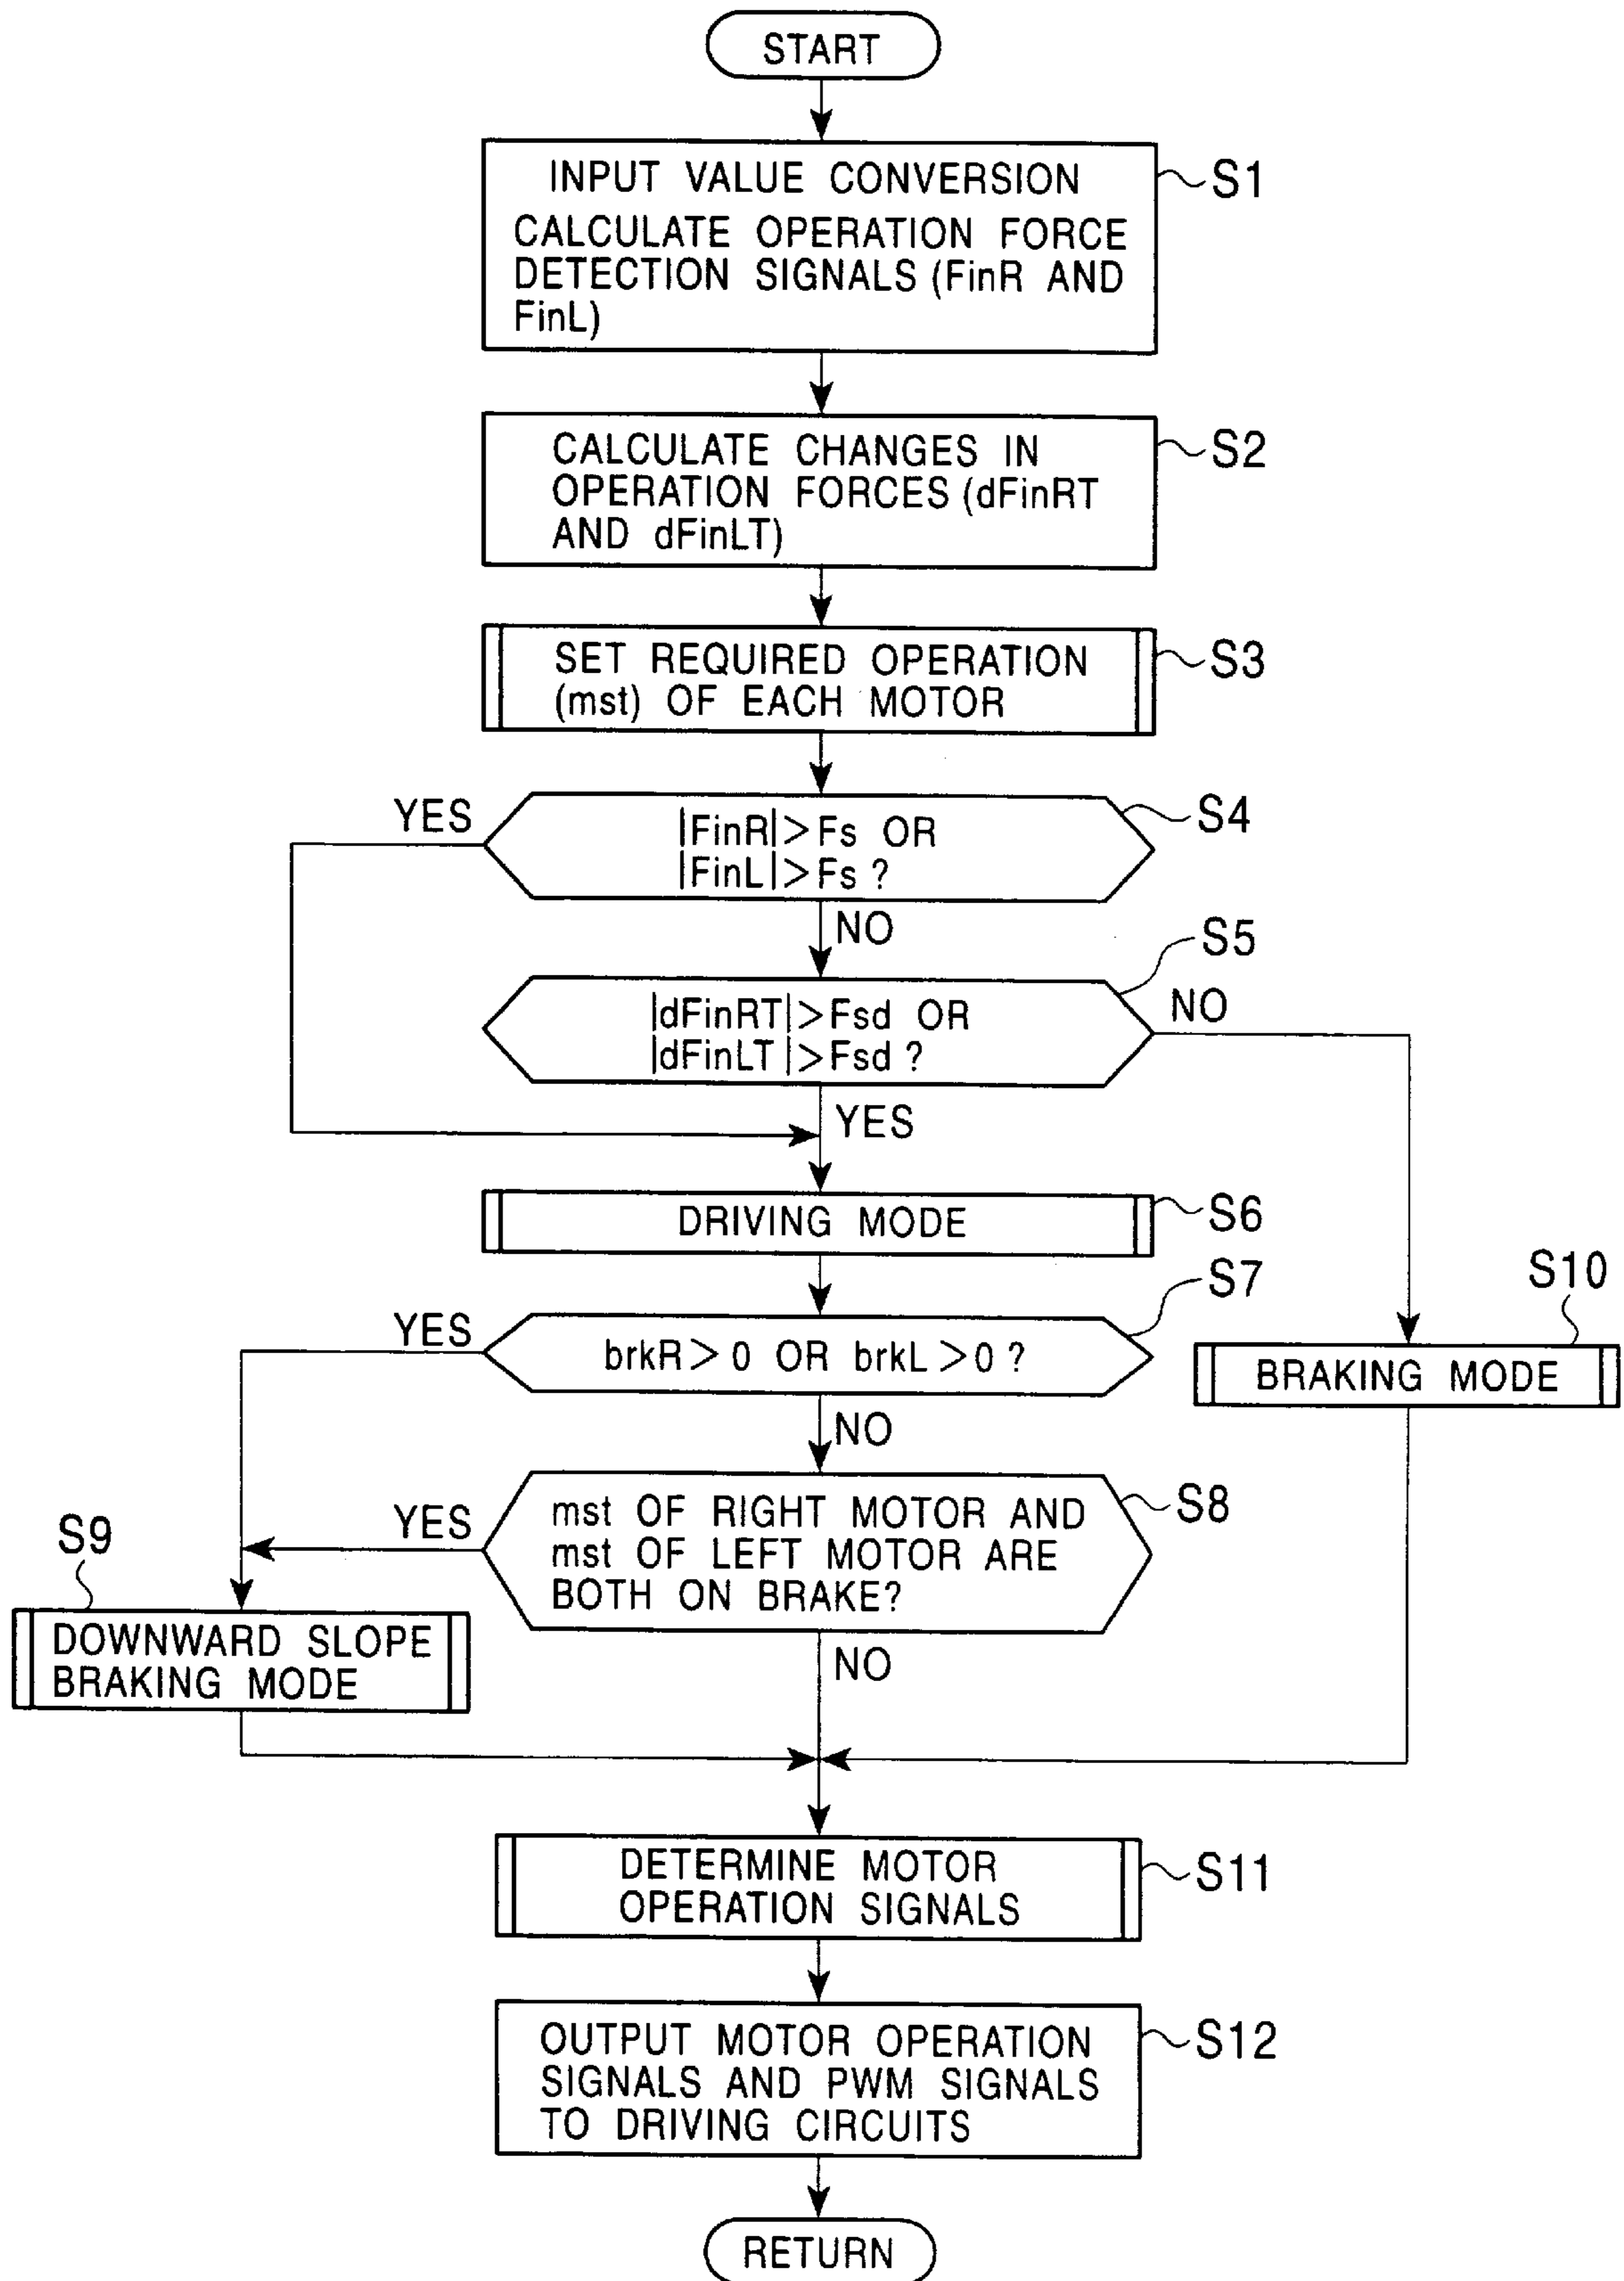 START
INPUT VALUE CONVERSION
CALCULATE OPERATION FORCE
DETECTION SIGNALS (FinR AND
FinL)
S1
CALCULATE CHANGES IN
OPERATION FORCES (dFinRT
AND dFinLT)
S2
SET REQUIRED OPERATION
(mst) OF EACH MOTOR
S3
YES
|FinR|>Fs OR
|FinL|>Fs ?
S4
NO
S5
|dFinRT|>Fsd OR
|dFinLT|>Fsd ?
NO
YES
DRIVING MODE
S6
S7
YES
brkR>0 OR brkL>0 ?
S10
BRAKING MODE
NO
YES
mst OF RIGHT MOTOR AND
mst OF LEFT MOTOR ARE
BOTH ON BRAKE?
S8
S9
DOWNWARD SLOPE
BRAKING MODE
NO
DETERMINE MOTOR
OPERATION SIGNALS
S11
OUTPUT MOTOR OPERATION
SIGNALS AND PWM SIGNALS
TO DRIVING CIRCUITS
S12
RETURN